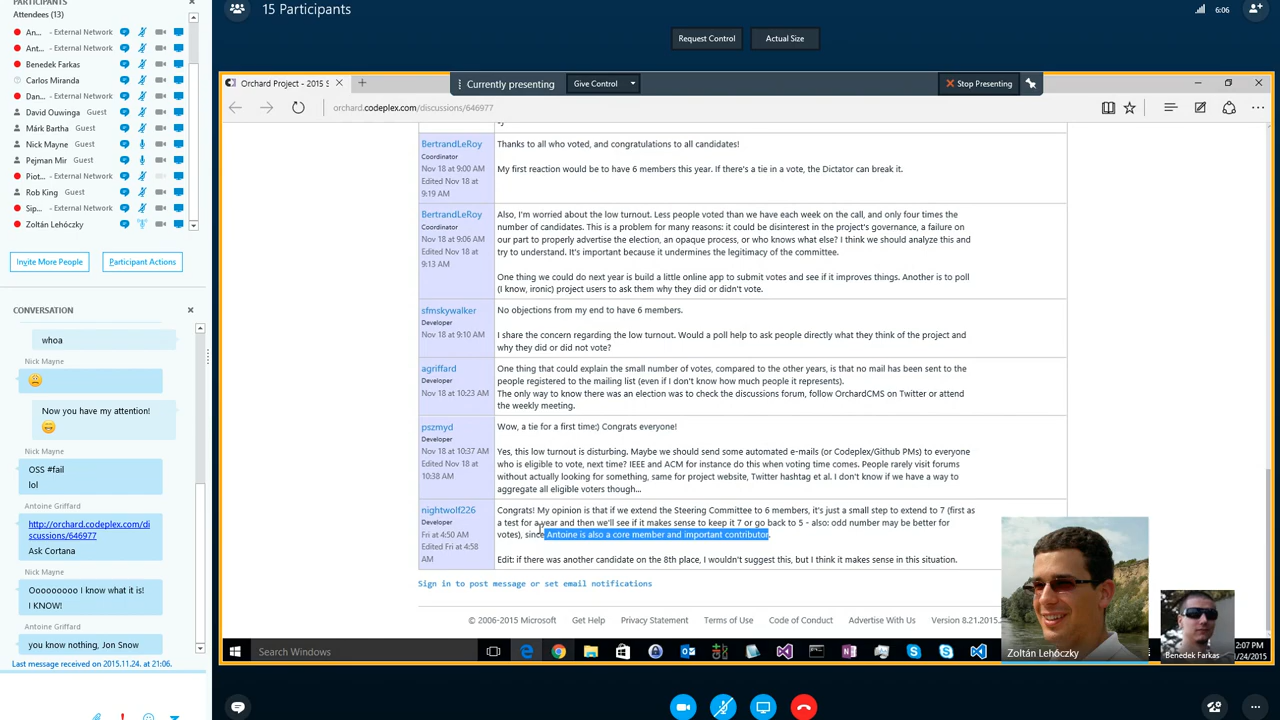 PARTICIPANTS
Attendees (13)
An... - External Network
Ant... - External Network
Benedek Farkas
Carlos Miranda
Dan... - External Network
David Ouwinga Guest
Márk Bartha Guest
Nick Mayne Guest
Pejman Mir Guest
Piot... - External Network
Rob King Guest
Sip... - External Network
Zoltán Lehóczky
Invite More People
Participant Actions
CONVERSATION
whoa
Nick Mayne
Now you have my attention!
Nick Mayne
OSS #fail
lol
Antoine Griffard
http://orchard.codeplex.com/di
scussions/646977
Ask Cortana
Nick Mayne
Ooooooooo I know what it is!
I KNOW!
Antoine Griffard
you know nothing, Jon Snow
Last message received on 2015.11.24. at 21:06.
15 Participants
6:06
Request Control
Actual Size
Orchard Project - 2015 S
Currently presenting
Give Control
Stop Presenting
orchard.codeplex.com/discussions/646977
BertrandLeRoy
Coordinator
Nov 18 at 9:00 AM
Edited Nov 18 at
9:19 AM
Thanks to all who voted, and congratulations to all candidates!
My first reaction would be to have 6 members this year. If there's a tie in a vote, the Dictator can break it.
BertrandLeRoy
Coordinator
Nov 18 at 9:06 AM
Edited Nov 18 at
9:13 AM
Also, I'm worried about the low turnout. Less people voted than we have each week on the call, and only four times the
number of candidates. This is a problem for many reasons: it could be disinterest in the project's governance, a failure on
our part to properly advertise the election, an opaque process, or who knows what else? I think we should analyze this and
try to understand. It's important because it undermines the legitimacy of the committee.
One thing we could do next year is build a little online app to submit votes and see if it improves things. Another is to poll
(I know, ironic) project users to ask them why they did or didn't vote.
sfmskywalker
Developer
Nov 18 at 9:10 AM
No objections from my end to have 6 members.
I share the concern regarding the low turnout. Would a poll help to ask people directly what they think of the project and
why they did or did not vote?
agriffard
Developer
Nov 18 at 10:23 AM
One thing that could explain the small number of votes, compared to the other years, is that no mail has been sent to the
people registered to the mailing list (even if I don't know how much people it represents).
The only way to know there was an election was to check the discussions forum, follow OrchardCMS on Twitter or attend
the weekly meeting.
pszmyd
Developer
Nov 18 at 10:37 AM
Edited Nov 18 at
10:38 AM
Wow, a tie for a first time:) Congrats everyone!
Yes, this low turnout is disturbing. Maybe we should send some automated e-mails (or Codeplex/Github PMs) to everyone
who is eligible to vote, next time? IEEE and ACM for instance do this when voting time comes. People rarely visit forums
without actually looking for something, same for project website, Twitter hashtag et al. I don't know if we have a way to
aggregate all eligible voters though...
nightwolf226
Developer
Fri at 4:50 AM
Edited Fri at 4:58
AM
Congrats! My opinion is that if we extend the Steering Committee to 6 members, it's just a small step to extend to 7 (first as
a test for a year and then we'll see if it makes sense to keep it 7 or go back to 5 - also: odd number may be better for
votes), since Antoine is also a core member and important contributor.
Edit: if there was another candidate on the 8th place, I wouldn't suggest this, but I think it makes sense in this situation.
Sign in to post message or set email notifications
© 2006-2015 Microsoft Get Help Privacy Statement Terms of Use Code of Conduct Advertise With Us Version 8.21.2015.
Search Windows
2:07 PM
/24/2015
Zoltán Lehóczky
Benedek Farkas